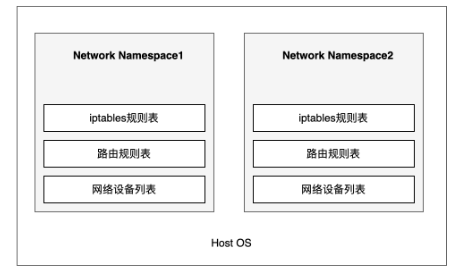 Network Namespace1
iptables规则表
路由规则表
网络设备列表
Network Namespace2
iptables规则表
路由规则表
网络设备列表
Host OS